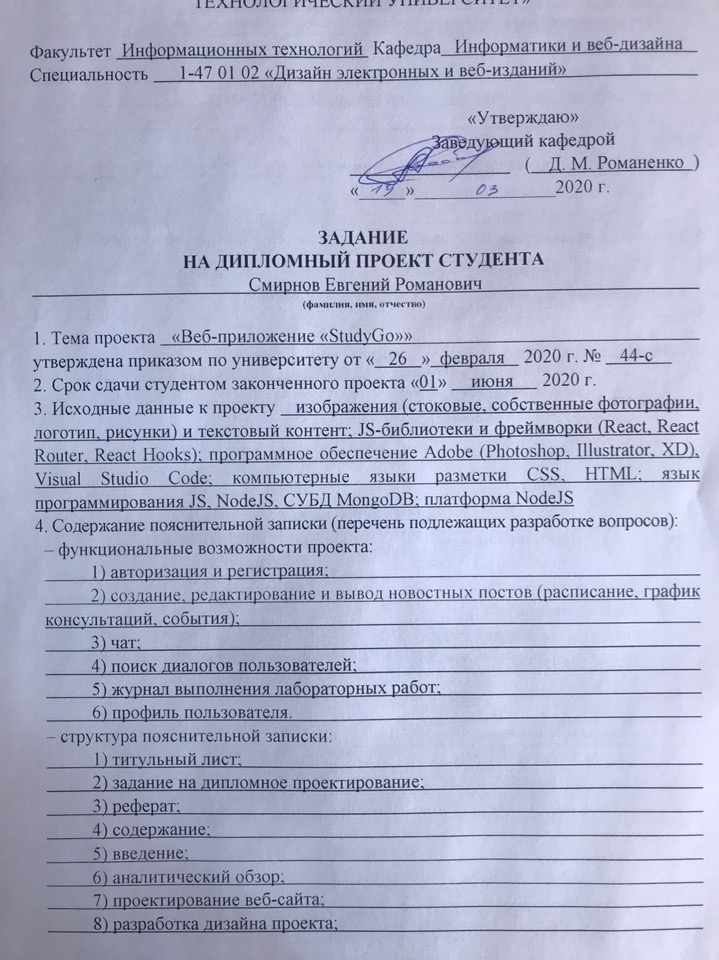 ТЕХНОЛОГИЧЕСКИЙ УНИВЕРСИТЕТ»
Факультет Информационных технологий Кафедра Информатики и веб-дизайна
Специальность 1-47 01 02 «Дизайн электронных и веб-изданий»
«Утверждаю»
Заведующий кафедрой
(Д. М. Романенко)
«19» 03 2020 г.
ЗАДАНИЕ
НА ДИПЛОМНЫЙ ПРОЕКТ СТУДЕНТА
Смирнов Евгений Романович
(фамилия, имя, отчество)
1. Тема проекта «Веб-приложение «StudyGo»»
утверждена приказом по университету от «26» февраля 2020 г. № 44-с
2. Срок сдачи студентом законченного проекта «01» июня 2020 г.
3. Исходные данные к проекту изображения (стоковые, собственные фотографии,
логотип, рисунки) и текстовый контент; JS-библиотеки и фреймворки (React, React
Router, React Hooks); программное обеспечение Adobe (Photoshop, Illustrator, XD),
Visual Studio Code; компьютерные языки разметки CSS, HTML; язык
программирования JS, NodeJS, СУБД MongoDB; платформа NodeJS
4. Содержание пояснительной записки (перечень подлежащих разработке вопросов):
– функциональные возможности проекта:
1) авторизация и регистрация;
2) создание, редактирование и вывод новостных постов (расписание, график
консультаций, события);
3) чат;
4) поиск диалогов пользователей;
5) журнал выполнения лабораторных работ;
6) профиль пользователя.
– структура пояснительной записки:
1) титульный лист;
2) задание на дипломное проектирование;
3) реферат;
4) содержание;
5) введение;
6) аналитический обзор;
7) проектирование веб-сайта;
8) разработка дизайна проекта;